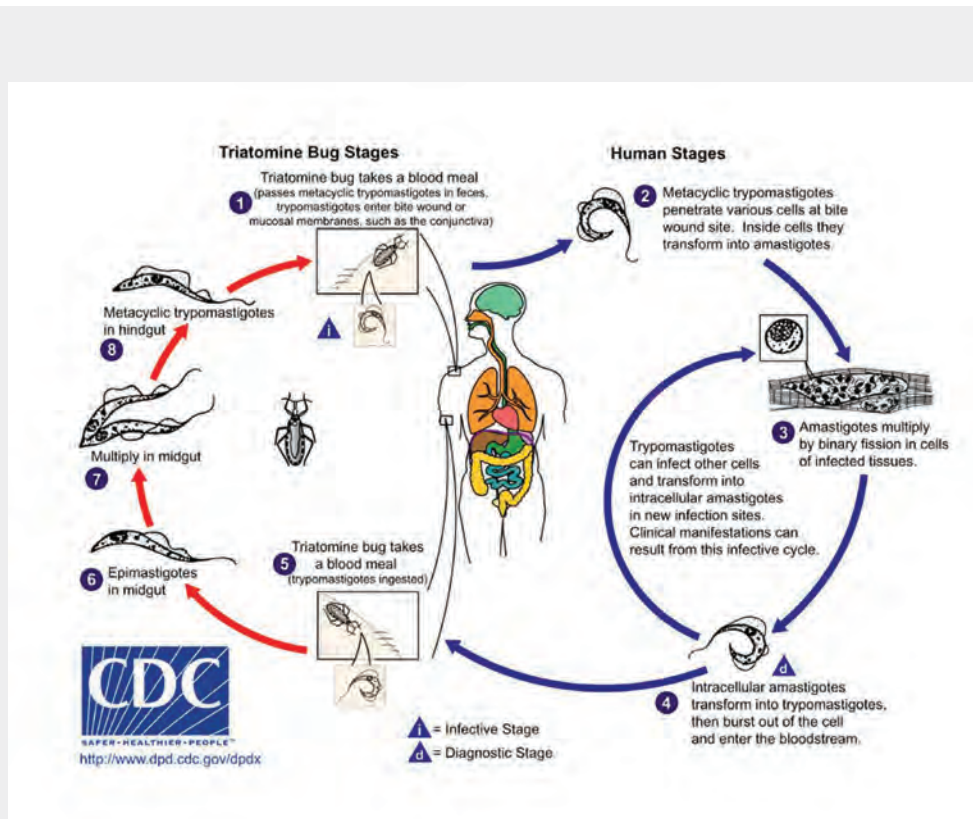 Triatomine Bug Stages
Human Stages
Triatomine bug takes a blood meal
(passes metacyclic trypomastigotes in feces,
trypomastigotes enter bite wound or
mucosal membranes, such as the conjunctiva)
1
i
2
Metacyclic trypomastigotes
penetrate various cells at bite
wound site. Inside cells they
transform into amastigotes.
3
Amastigotes multiply
by binary fission in cells
of infected tissues.
Trypomastigotes
can infect other cells
and transform into
intracellular amastigotes
in new infection sites.
Clinical manifestations can
result from this infective cycle.
d
4
Intracellular amastigotes
transform into trypomastigotes,
then burst out of the cell
and enter the bloodstream.
5
Triatomine bug takes
a blood meal
(trypomastigotes ingested)
6
Epimastigotes
in midgut
Multiply in midgut
7
Metacyclic trypomastigotes
in hindgut
8
CDC
SAFER•HEALTHIER•PEOPLE™
http://www.dpd.cdc.gov/dpdx
i = Infective Stage
d = Diagnostic Stage